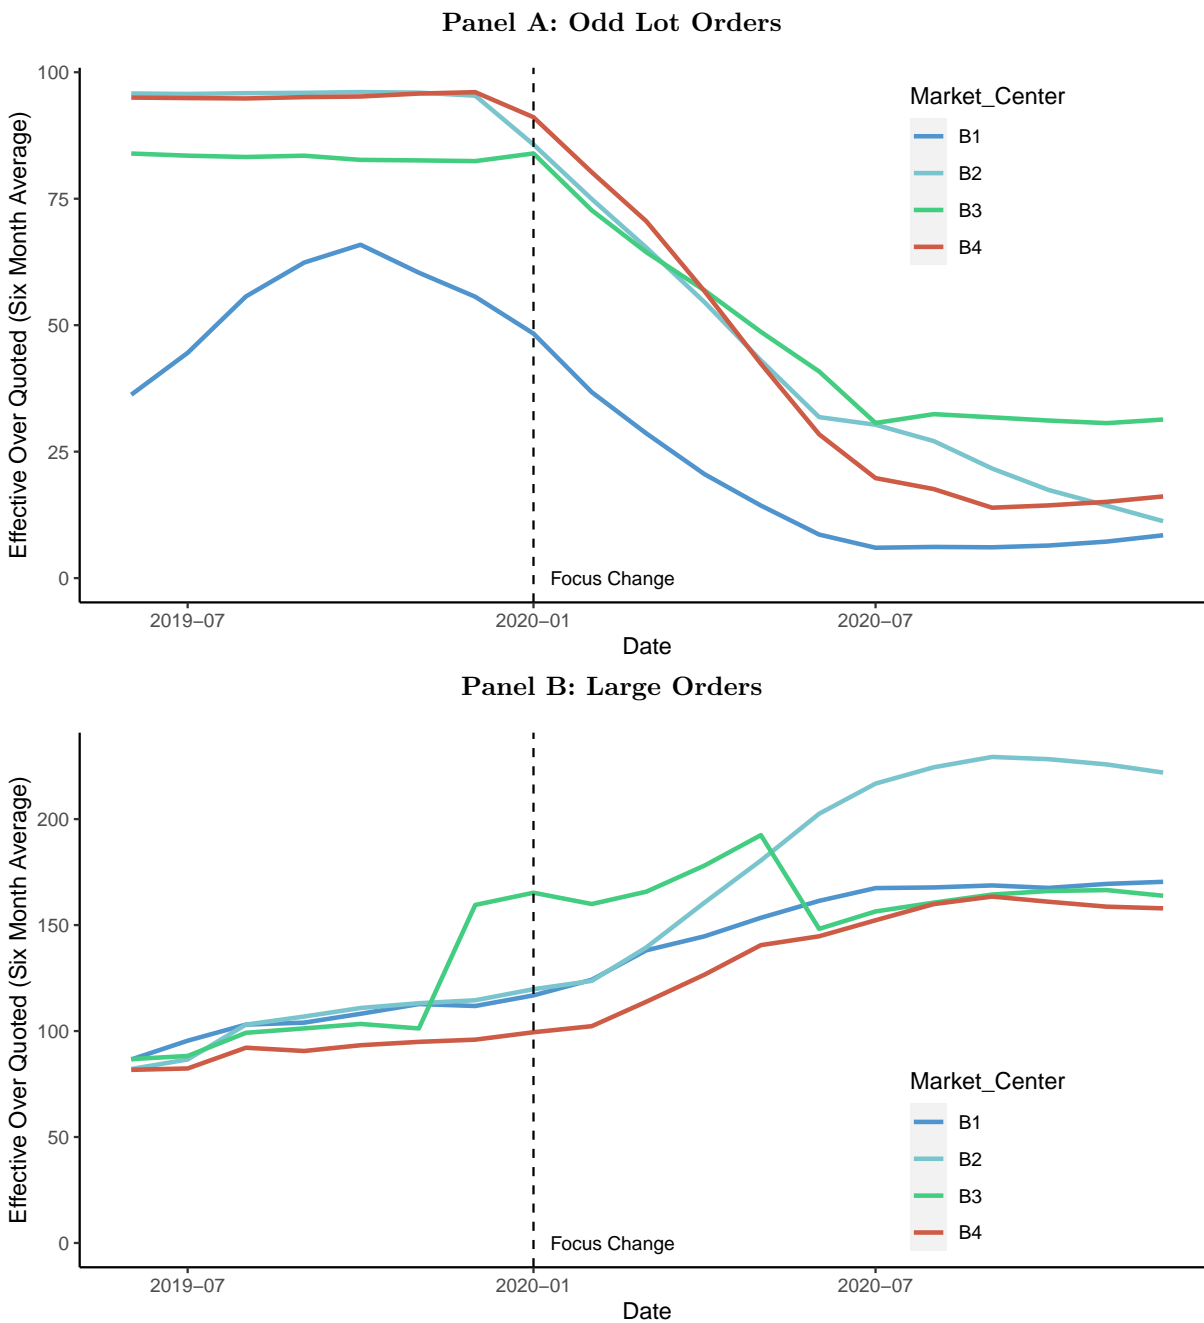 Panel A: Odd Lot Orders
Effective Over Quoted (Six Month Average)
100
75
50
25
0
Market_Center
B1
B2
B3
B4
Focus Change
2019–07
2020–01
2020–07
Date
Panel B: Large Orders
Effective Over Quoted (Six Month Average)
200
150
100
50
0
Market_Center
B1
B2
B3
B4
Focus Change
2019–07
2020–01
2020–07
Date